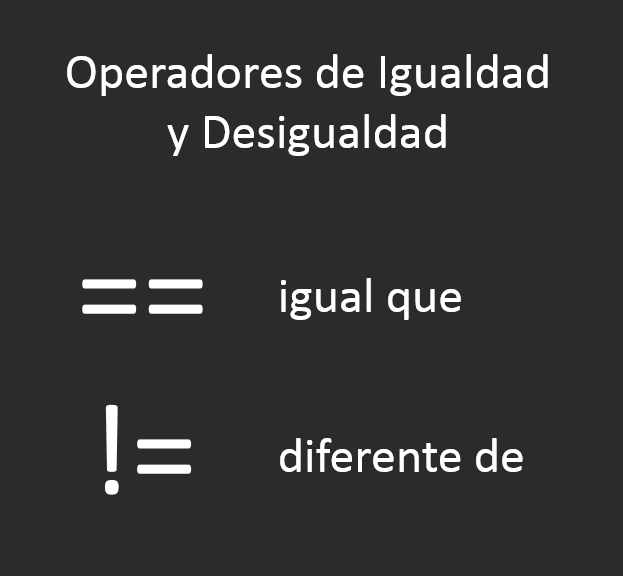 Operadores de Igualdad
y Desigualdad
== igual que
!= diferente de